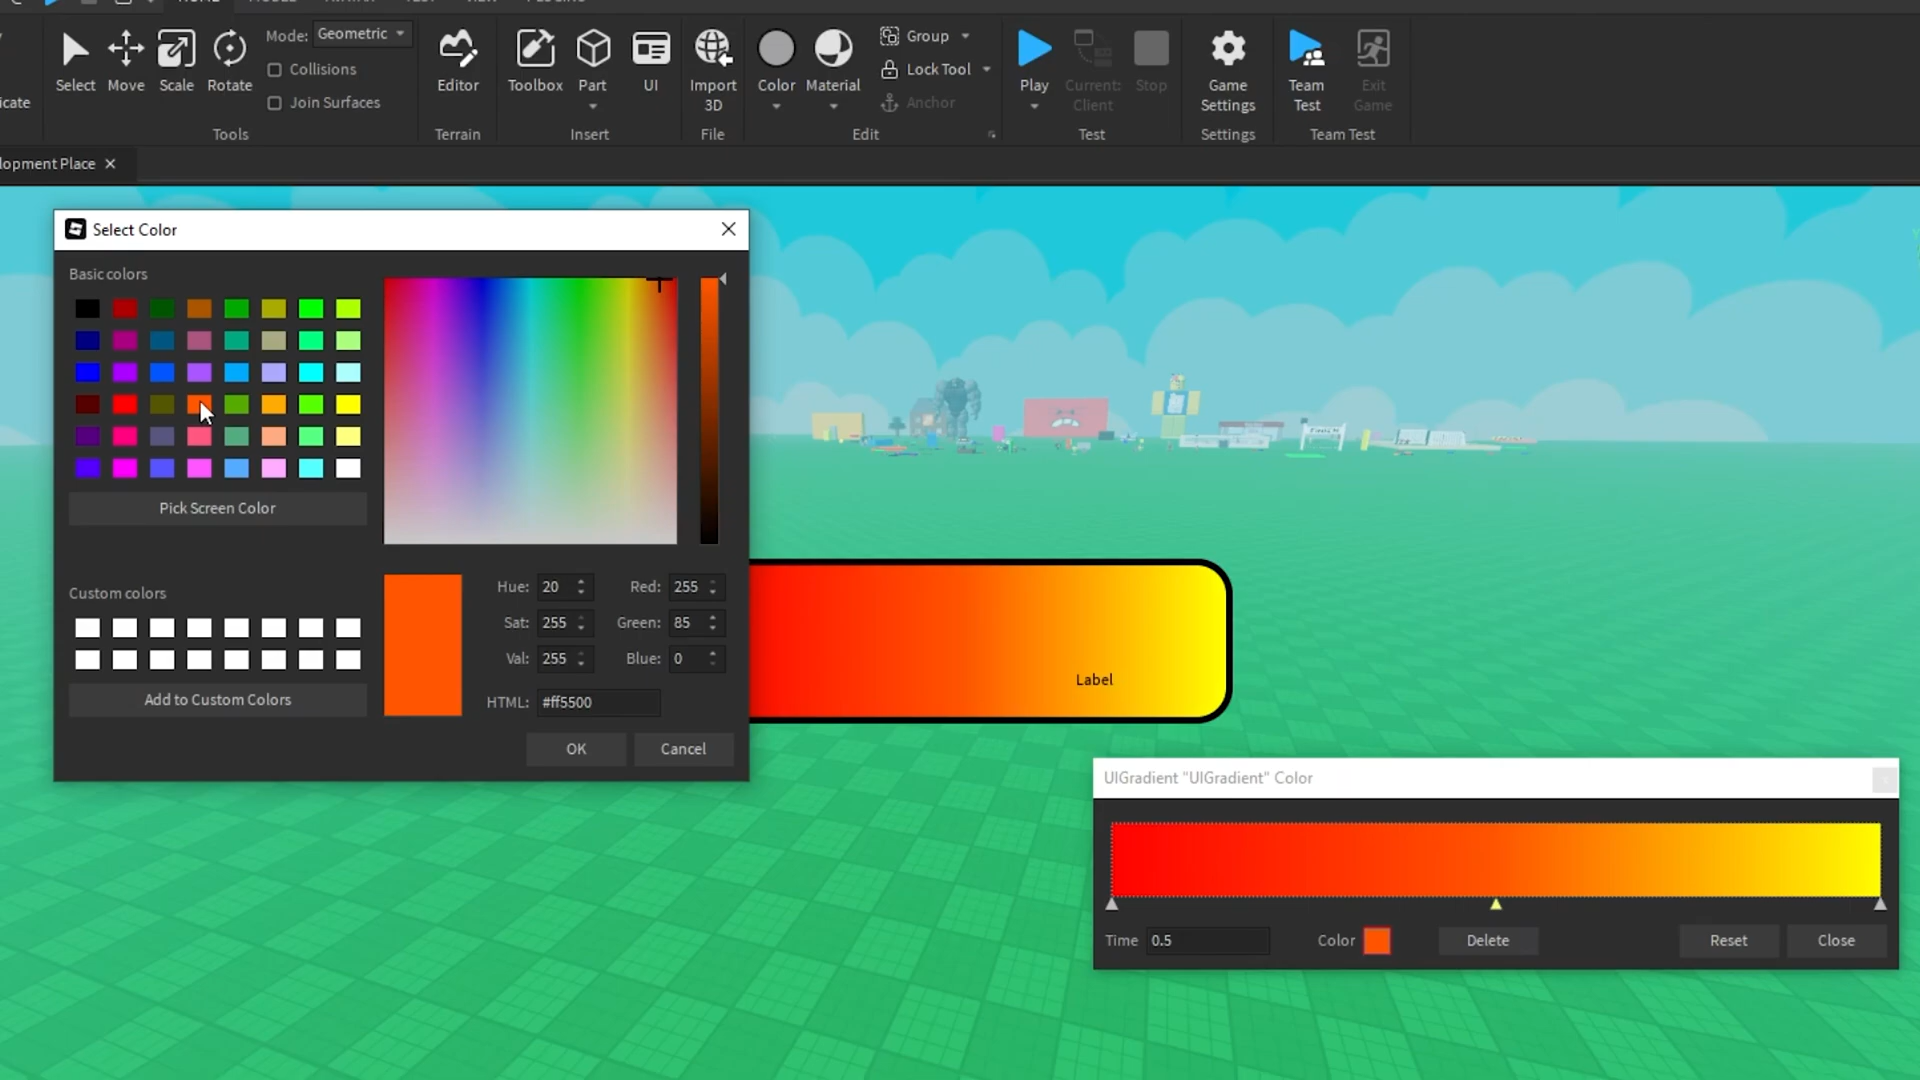 HOME
Select
Move
Scale
Rotate
Mode: Geometric
Collisions
Join Surfaces
Tools
Editor
Terrain
Toolbox
Part
UI
Insert
Import
3D
File
Color
Material
Group
Lock Tool
Anchor
Edit
Play
Current:
Client
Stop
Test
Game
Settings
Settings
Team
Test
Exit
Game
Team Test
icate
lopment Place
Select Color
Basic colors
Pick Screen Color
Custom colors
Add to Custom Colors
Hue: 20
Red: 255
Sat: 255
Green: 85
Val: 255
Blue: 0
HTML: #ff5500
OK
Cancel
Label
UIGradient "UIGradient" Color
Time 0.5
Color
Delete
Reset
Close